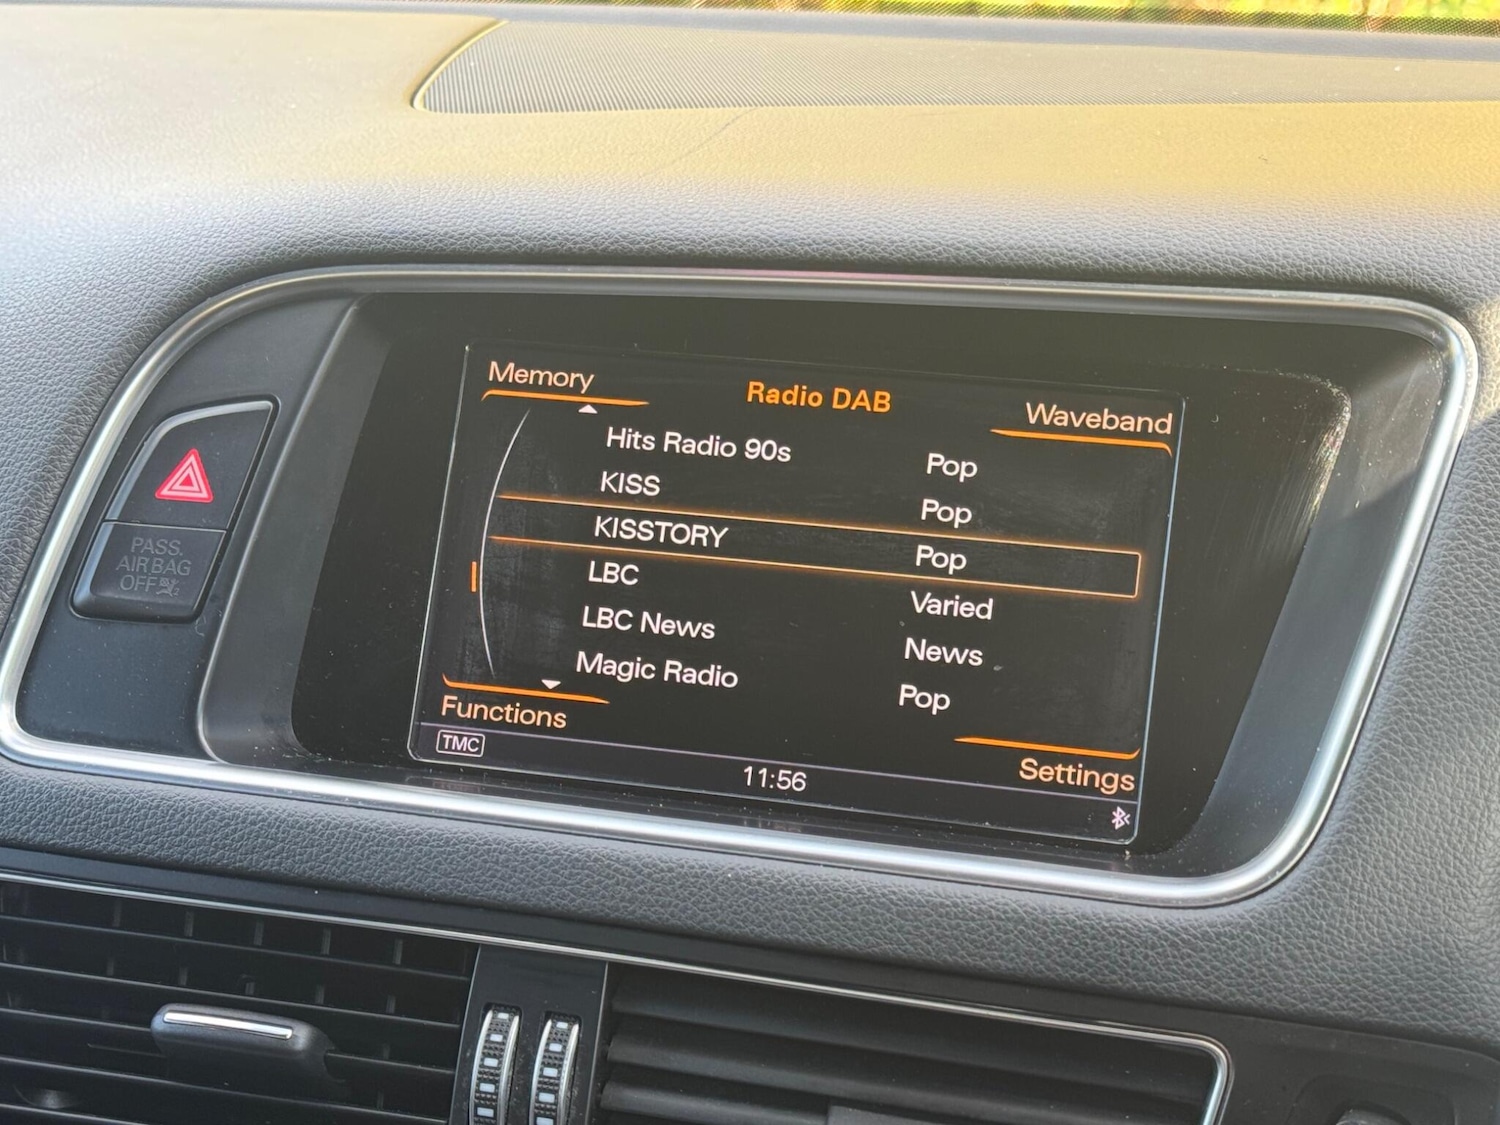 Memory
Radio DAB
Waveband
Hits Radio 90s Pop
KISS Pop
KISSTORY Pop
LBC Varied
LBC News News
Magic Radio Pop
Functions
Settings
TMC
11:56
PASS.
AIR BAG
OFF